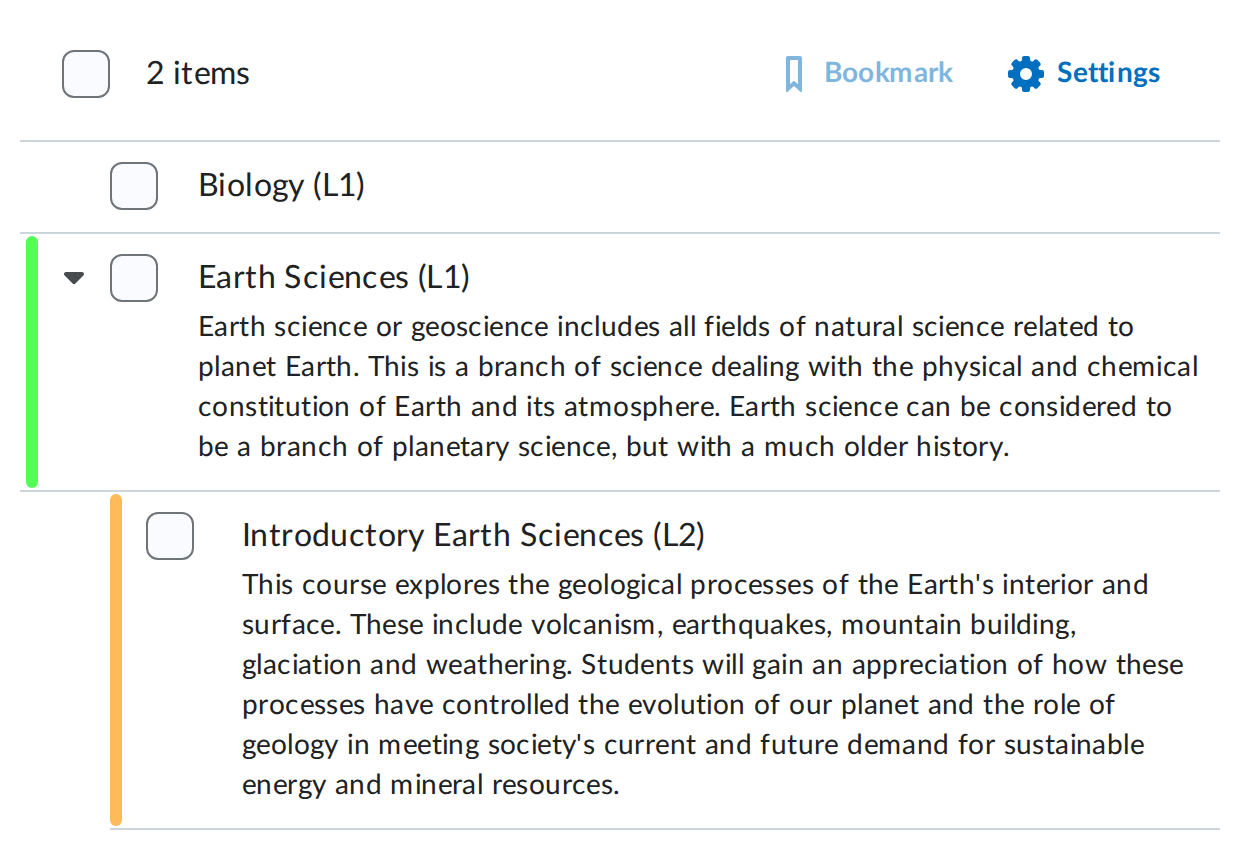 2 items
Bookmark
Settings
Biology (L1)
Earth Sciences (L1)
Earth science or geoscience includes all fields of natural science related to
planet Earth. This is a branch of science dealing with the physical and chemical
constitution of Earth and its atmosphere. Earth science can be considered to
be a branch of planetary science, but with a much older history.
Introductory Earth Sciences (L2)
This course explores the geological processes of the Earth's interior and
surface. These include volcanism, earthquakes, mountain building,
glaciation and weathering. Students will gain an appreciation of how these
processes have controlled the evolution of our planet and the role of
geology in meeting society's current and future demand for sustainable
energy and mineral resources.